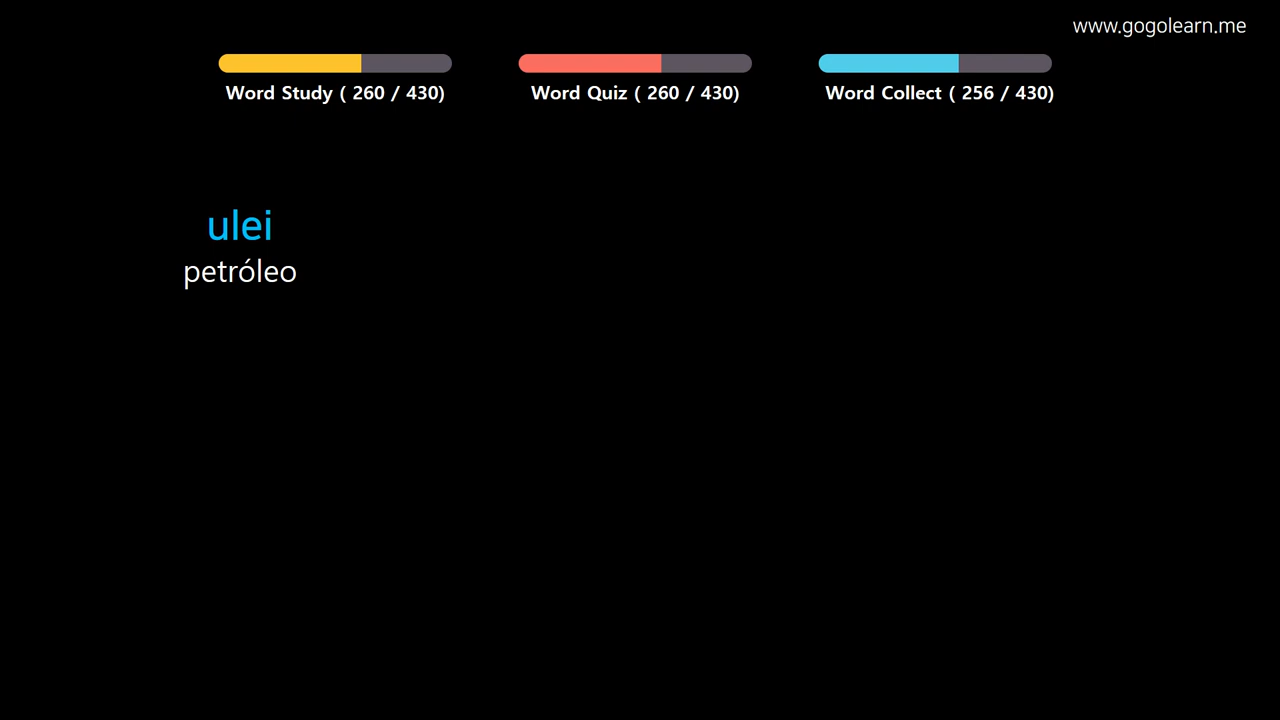 www.gogolearn.me
Word Study ( 260 / 430)
Word Quiz ( 260 / 430)
Word Collect ( 256 / 430)
ulei
petróleo